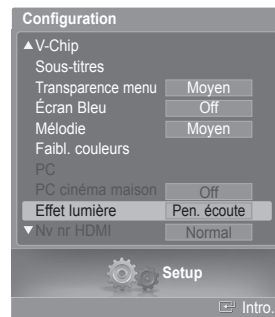 Configuration
▲V-Chip
Sous-titres
Transparence menu Moyen
Écran Bleu Off
Mélodie Moyen
Faibl. couleurs
PC
PC cinéma maison Off
Effet lumière Pen. écoute
▼Nv nr HDMI Normal
Setup
Intro.